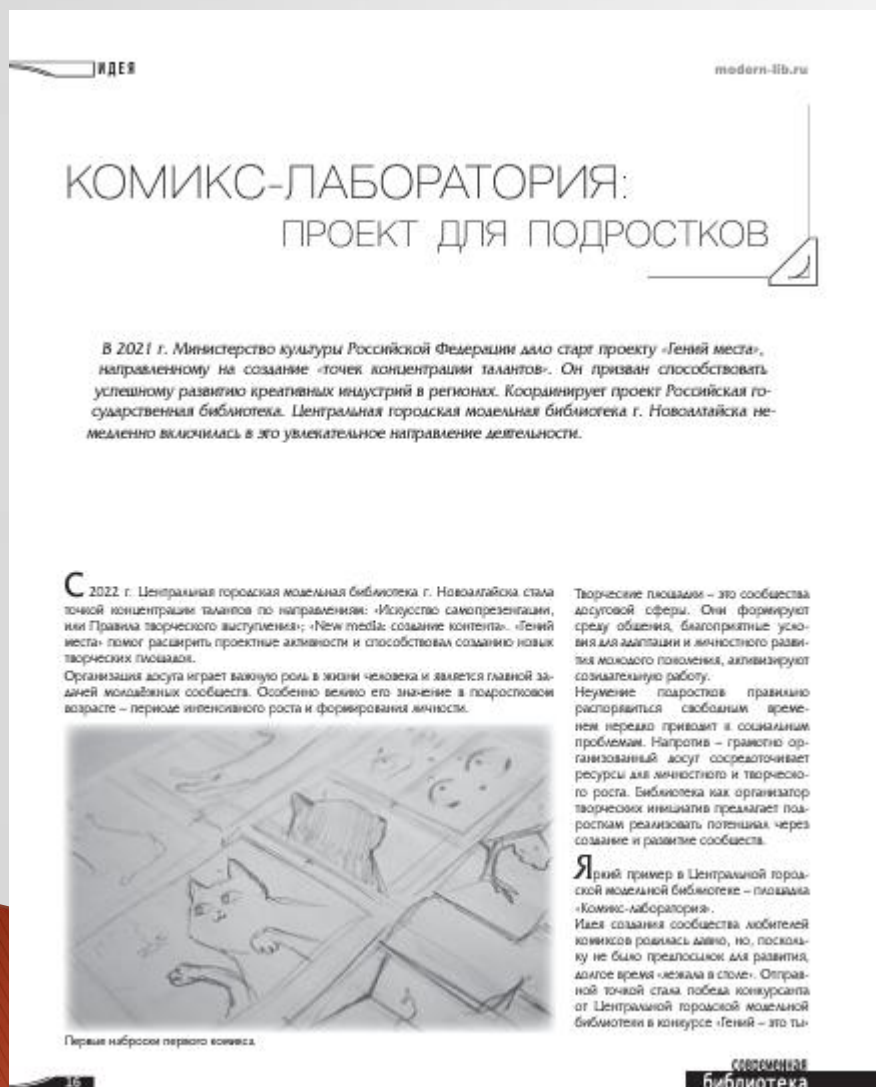 ИДЕЯ
modern-lib.ru
КОМИКС-ЛАБОРАТОРИЯ:
ПРОЕКТ ДЛЯ ПОДРОСТКОВ
В 2021 г. Министерство культуры Российской Федерации дало старт проекту «Гений места»,
направленному на создание «точек концентрации талантов». Он призван способствовать
успешному развитию креативных индустрий в регионах. Координирует проект Российская го-
сударственная библиотека. Центральная городская модельная библиотека г. Новоалтайска не-
медленно включилась в это увлекательное направление деятельности.
С 2022 г. Центральная городская модельная библиотека г. Новоалтайска стала
точкой концентрации талантов по направлениям: «Искусство самопрезентации,
или Правила творческого выступления»; «New media: создание контента». «Гений
места» помог расширить проектные активности и способствовал созданию новых
творческих площадок.
Организация досуга играет важную роль в жизни человека и является главной за-
дачей молодёжных сообществ. Особенно велико его значение в подростковом
возрасте – периоде интенсивного роста и формирования личности.
Первые наброски первого комикса
Творческие площадки – это сообщества
досуговой сферы. Они формируют
среду общения, благоприятные усло-
вия для адаптации и личностного разви-
тия молодого поколения, активизируют
созидательную работу.
Неумение подростков правильно
распорядиться свободным време-
нем нередко приводит к социальным
проблемам. Напротив – грамотно ор-
ганизованный досуг сосредоточивает
ресурсы для личностного и творческо-
го роста. Библиотека как организатор
творческих инициатив предлагает под-
росткам реализовать потенциал через
создание и развитие сообществ.
Яркий пример в Центральной город-
ской модельной библиотеке – площадка
«Комикс-лаборатория».
Идея создания сообщества любителей
комиксов родилась давно, но, посколь-
ку не было предпосылок для развития,
долгое время «лежала в столе». Отправ-
ной точкой стала победа конкурсанта
от Центральной городской модельной
библиотеки в конкурсе «Гений – это ты»
16
современная
библиотека